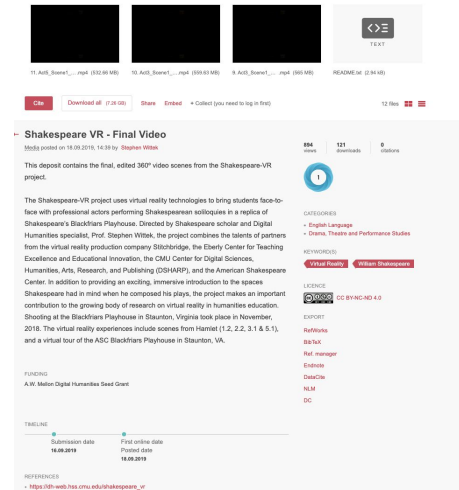 TEXT
11. Act5_Scene1_... .mp4 (532.66 MB)
10. Act3_Scene1_... .mp4 (559.63 MB)
9. Act3_Scene1_... .mp4 (565 MB)
README.txt (2.94 kB)
Cite
Download all (7.26 GB)
Share
Embed
+ Collect (you need to log in first)
12 files
Shakespeare VR - Final Video
Media posted on 18.09.2019, 14:39 by Stephen Wittek
This deposit contains the final, edited 360º video scenes from the Shakespeare-VR
project.
The Shakespeare-VR project uses virtual reality technologies to bring students face-to-
face with professional actors performing Shakespearean soliloquies in a replica of
Shakespeare's Blackfriars Playhouse. Directed by Shakespeare scholar and Digital
Humanities specialist, Prof. Stephen Wittek, the project combines the talents of partners
from the virtual reality production company Stitchbridge, the Eberly Center for Teaching
Excellence and Educational Innovation, the CMU Center for Digital Sciences,
Humanities, Arts, Research, and Publishing (DSHARP), and the American Shakespeare
Center. In addition to providing an exciting, immersive introduction to the spaces
Shakespeare had in mind when he composed his plays, the project makes an important
contribution to the growing body of research on virtual reality in humanities education.
Shooting at the Blackfriars Playhouse in Staunton, Virginia took place in November,
2018. The virtual reality experiences include scenes from Hamlet (1.2, 2.2, 3.1 & 5.1),
and a virtual tour of the ASC Blackfriars Playhouse in Staunton, VA.
FUNDING
A.W. Mellon Digital Humanities Seed Grant
TIMELINE
Submission date
16.09.2019
First online date
Posted date
18.09.2019
REFERENCES
• https://dh-web.hss.cmu.edu/shakespeare_vr
894
views
121
downloads
0
citations
1
CATEGORIES
• English Language
• Drama, Theatre and Performance Studies
KEYWORD(S)
Virtual Reality
William Shakespeare
LICENCE
CC BY-NC-ND 4.0
EXPORT
RefWorks
BibTeX
Ref. manager
Endnote
DataCite
NLM
DC